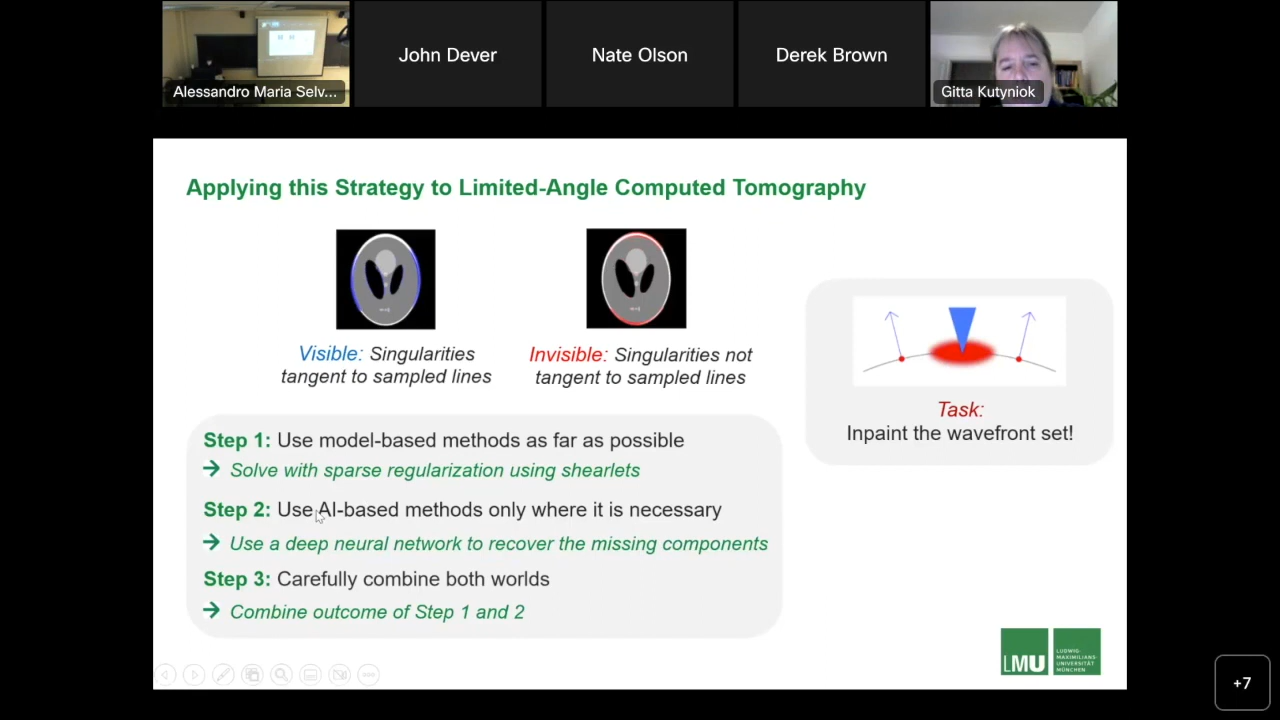 Alessandro Maria Selv...
John Dever
Nate Olson
Derek Brown
Gitta Kutyniok
Applying this Strategy to Limited-Angle Computed Tomography
Visible: Singularities
tangent to sampled lines
Invisible: Singularities not
tangent to sampled lines
Task:
Inpaint the wavefront set!
Step 1: Use model-based methods as far as possible
→ Solve with sparse regularization using shearlets
Step 2: Use AI-based methods only where it is necessary
→ Use a deep neural network to recover the missing components
Step 3: Carefully combine both worlds
→ Combine outcome of Step 1 and 2
LMU
LUDWIG-
MAXIMILIANS
UNIVERSITÄT
MÜNCHEN
+7